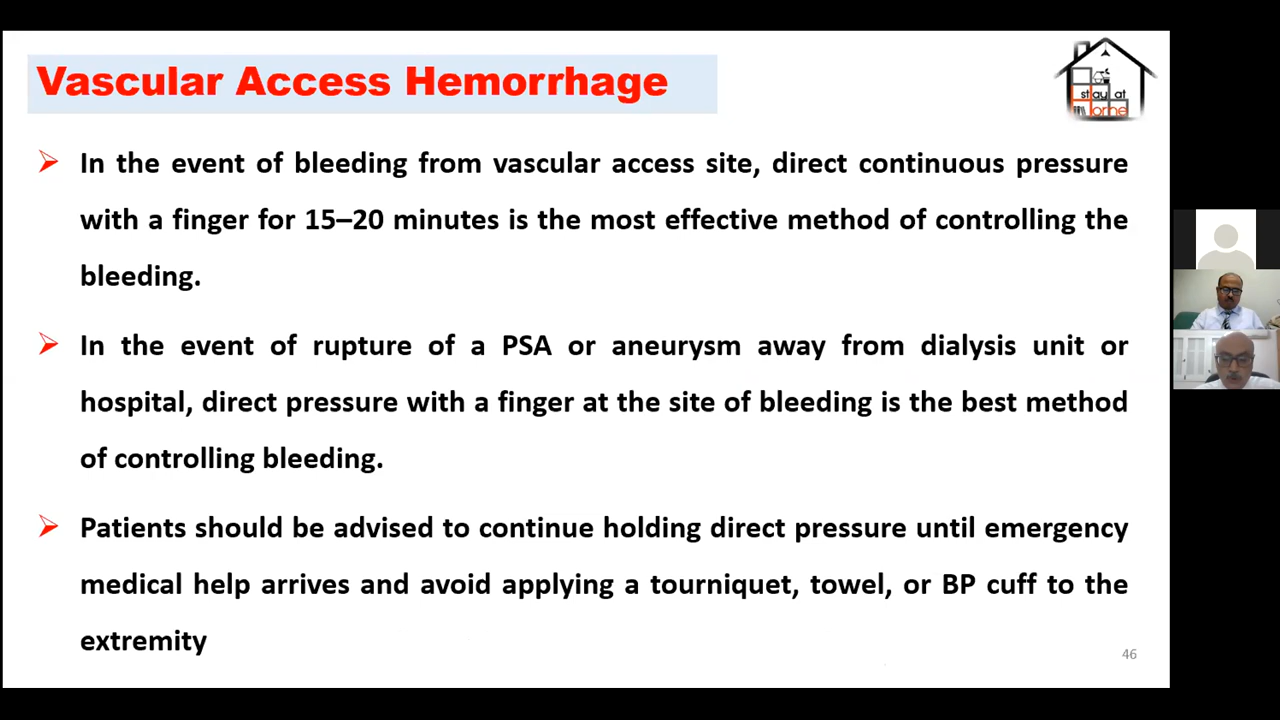 Vascular Access Hemorrhage
stay at
home
➢ In the event of bleeding from vascular access site, direct continuous pressure
with a finger for 15–20 minutes is the most effective method of controlling the
bleeding.
➢ In the event of rupture of a PSA or aneurysm away from dialysis unit or
hospital, direct pressure with a finger at the site of bleeding is the best method
of controlling bleeding.
➢ Patients should be advised to continue holding direct pressure until emergency
medical help arrives and avoid applying a tourniquet, towel, or BP cuff to the
extremity
46